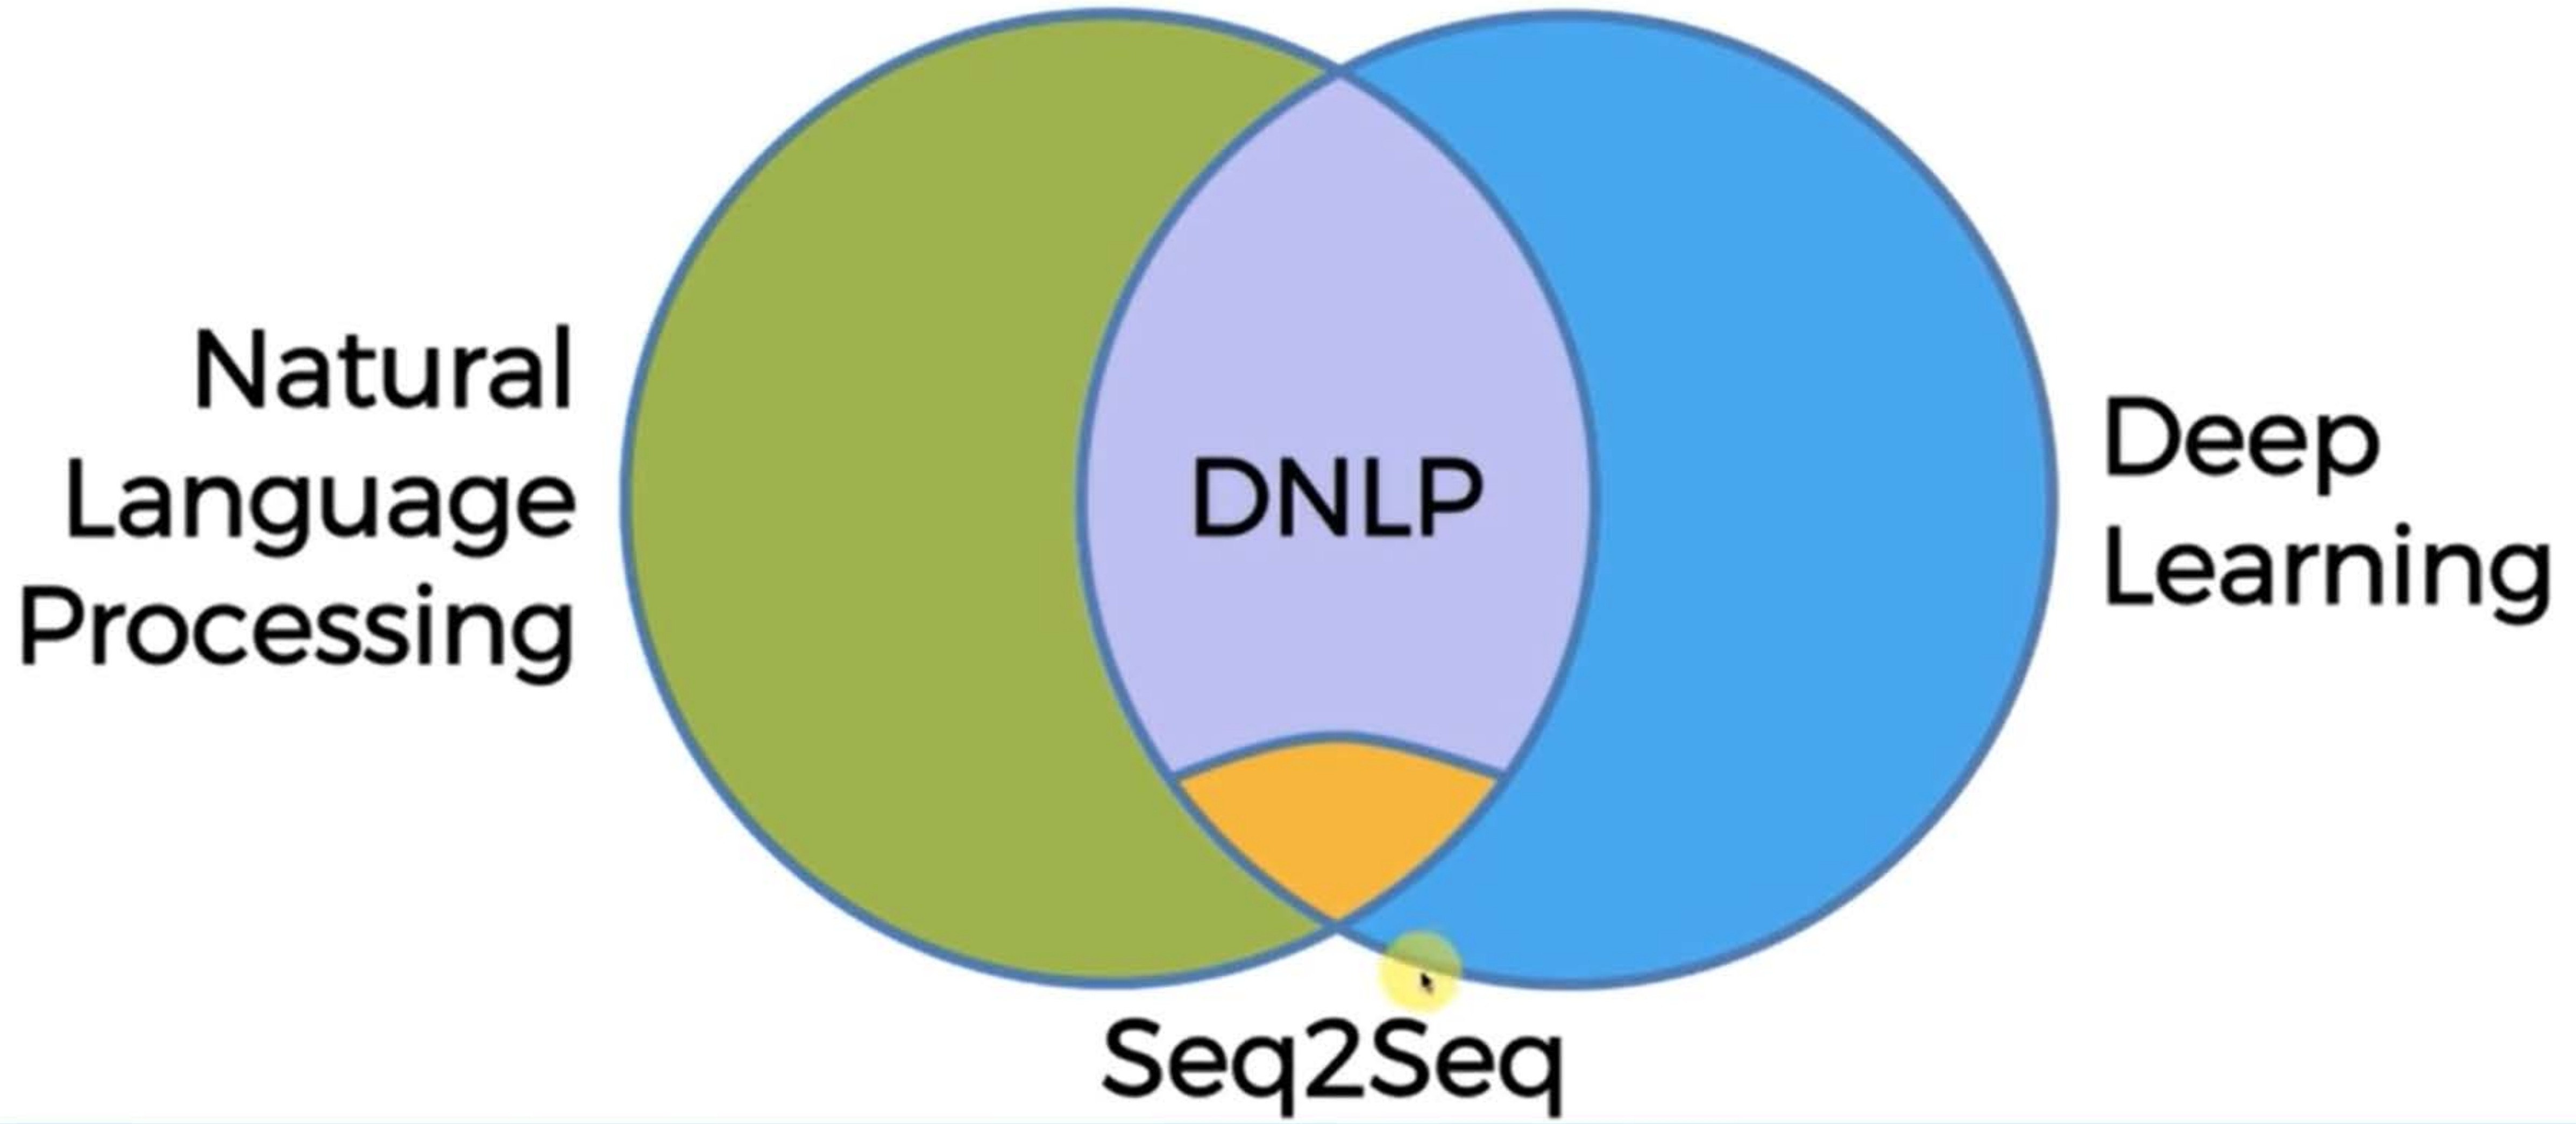 Natural
Language
Processing
DNLP
Deep
Learning
Seq2Seq